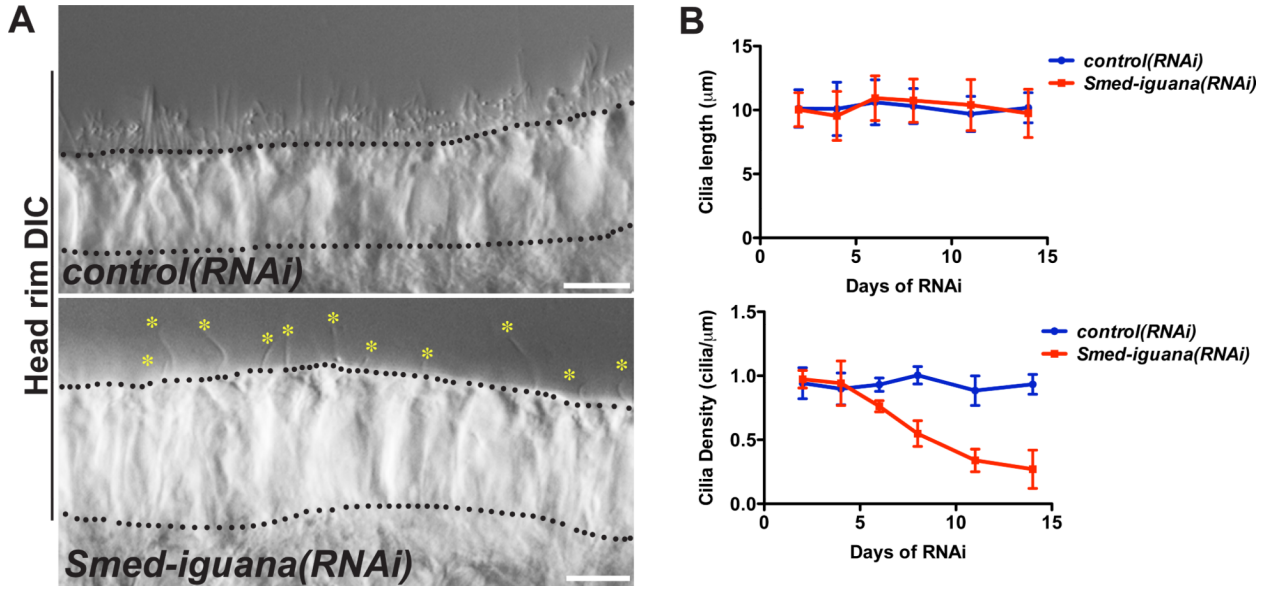 A
Head rim DIC
control(RNAi)
* * * * * * * * * *
Smed-iguana(RNAi)
B
Cilia length (μm)
15
10
5
0
0 5 10 15
Days of RNAi
control(RNAi)
Smed-iguana(RNAi)
Cilia Density (cilia/μm)
1.5
1.0
0.5
0.0
0 5 10 15
Days of RNAi
control(RNAi)
Smed-iguana(RNAi)